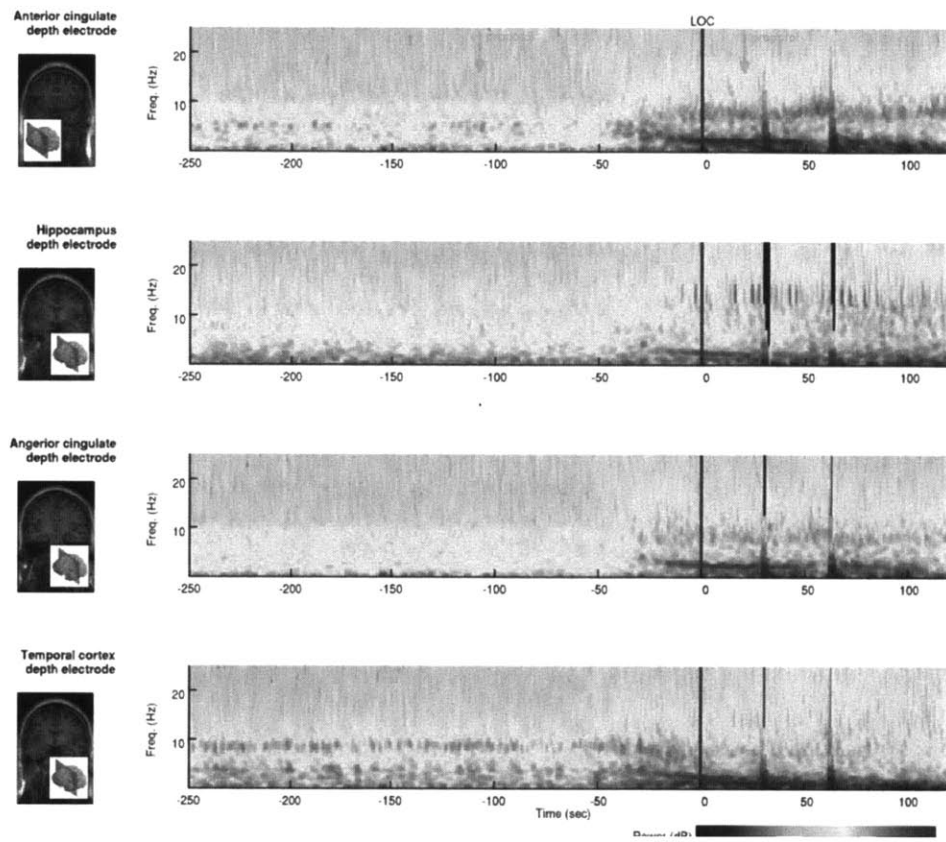 Anterior cingulate
depth electrode
LOC
Freq. (Hz)
20
10
-250 -200 -150 -100 -50 0 50 100
Hippocampus
depth electrode
Freq. (Hz)
20
10
-250 -200 -150 -100 -50 0 50 100
Angerior cingulate
depth electrode
Freq. (Hz)
20
10
-250 -200 -150 -100 -50 0 50 100
Temporal cortex
depth electrode
Freq. (Hz)
20
10
-250 -200 -150 -100 -50 0 50 100
Time (sec)
Power (dB)